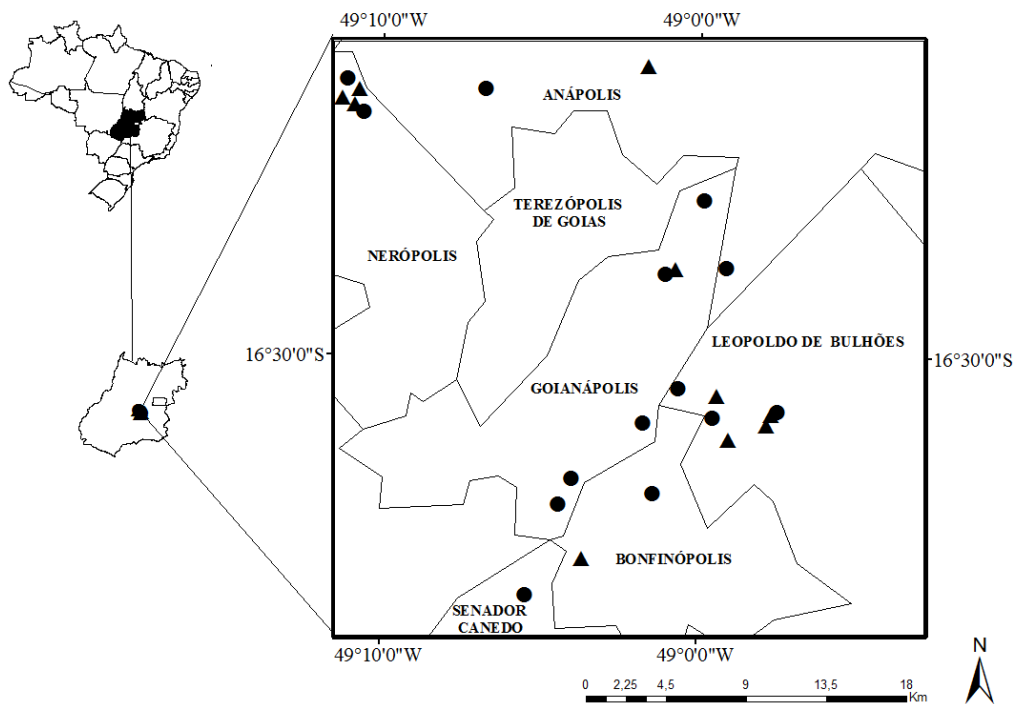 49°10'0"W
49°0'0"W
ANÁPOLIS
TEREZÓPOLIS
DE GOIAS
NERÓPOLIS
16°30'0"S
LEOPOLDO DE BULHÕES
16°30'0"S
GOIANÁPOLIS
BONFINÓPOLIS
SENADOR
CANEDO
49°10'0"W
49°0'0"W
N
0 2,25 4,5 9 13,5 18
Km